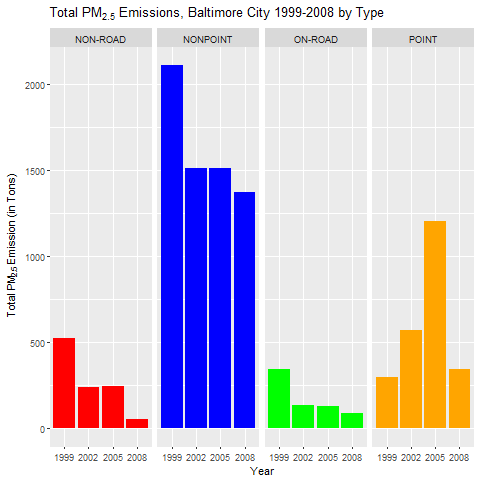 Total PM2.5 Emissions, Baltimore City 1999-2008 by Type
NON-ROAD NONPOINT ON-ROAD POINT
2000
1500
1000
500
0
Total PM2.5 Emission (in Tons)
1999 2002 2005 2008 1999 2002 2005 2008 1999 2002 2005 2008 1999 2002 2005 2008
Year